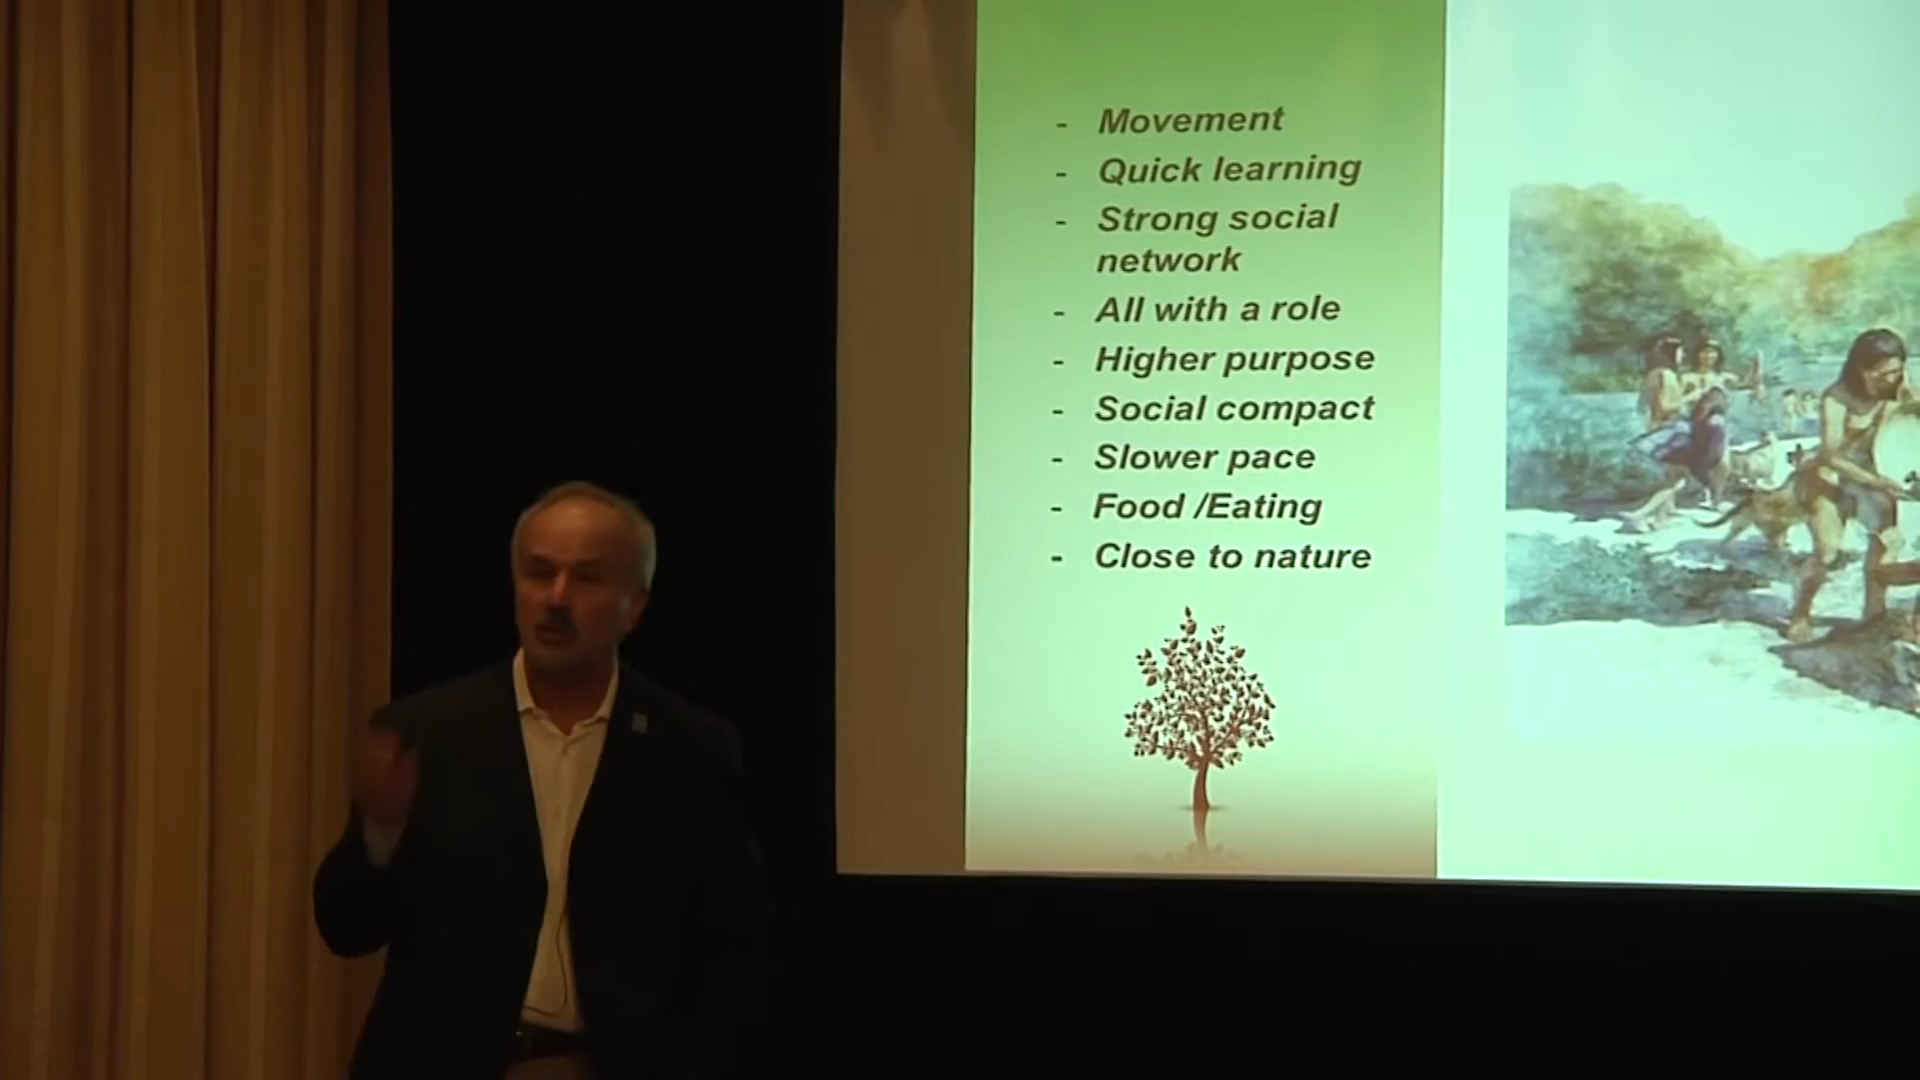 - Movement
- Quick learning
- Strong social
network
- All with a role
- Higher purpose
- Social compact
- Slower pace
- Food /Eating
- Close to nature